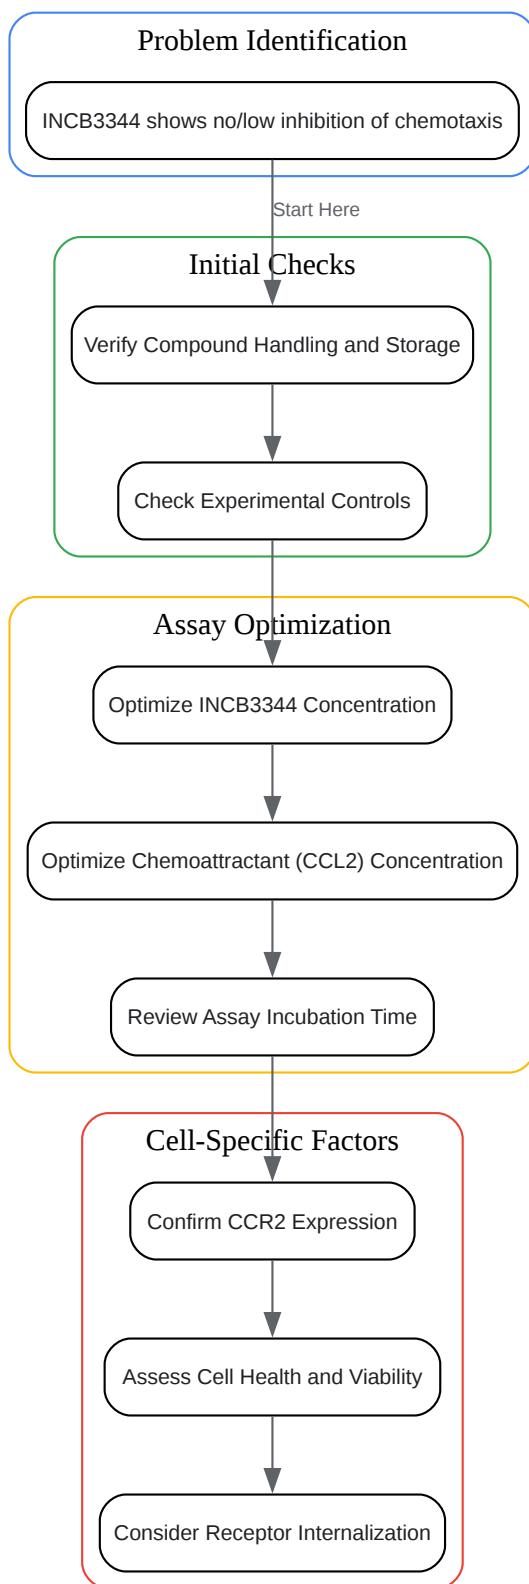 Problem Identification
INCB3344 shows no/low inhibition of chemotaxis
Start Here
Initial Checks
Verify Compound Handling and Storage
Check Experimental Controls
Assay Optimization
Optimize INCB3344 Concentration
Optimize Chemoattractant (CCL2) Concentration
Review Assay Incubation Time
Cell-Specific Factors
Confirm CCR2 Expression
Assess Cell Health and Viability
Consider Receptor Internalization